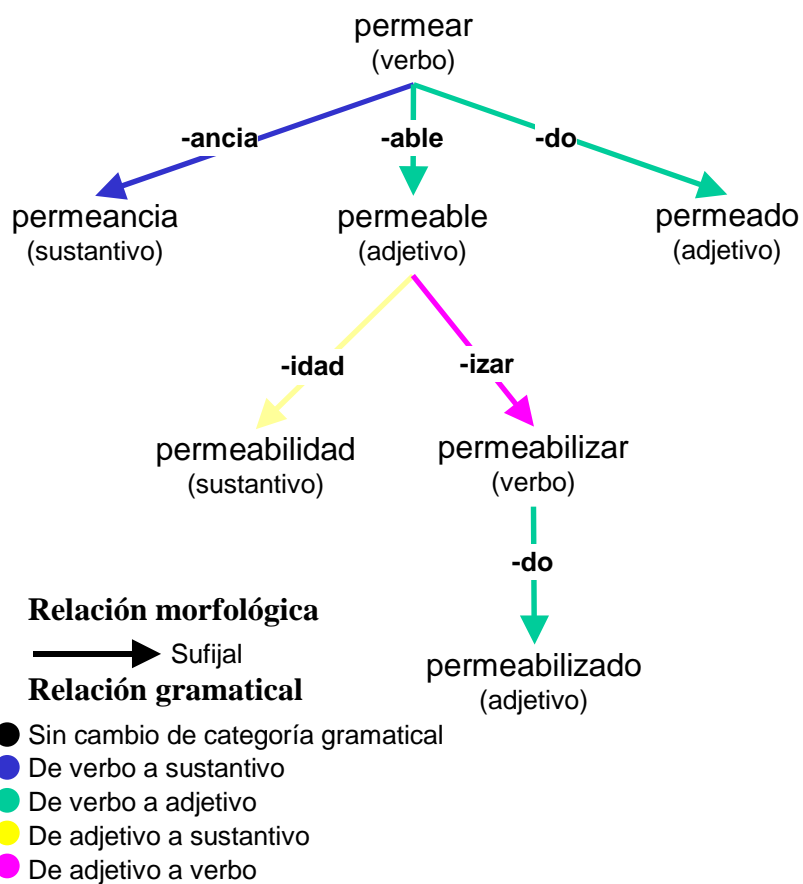 permear
(verbo)
-ancia -able -do
permeancia permeable permeado
(sustantivo) (adjetivo) (adjetivo)
-idad -izar
permeabilidad permeabilizar
(sustantivo) (verbo)
-do
permeabilizado
(adjetivo)
Relación morfológica
Sufijal
Relación gramatical
Sin cambio de categoría gramatical
De verbo a sustantivo
De verbo a adjetivo
De adjetivo a sustantivo
De adjetivo a verbo